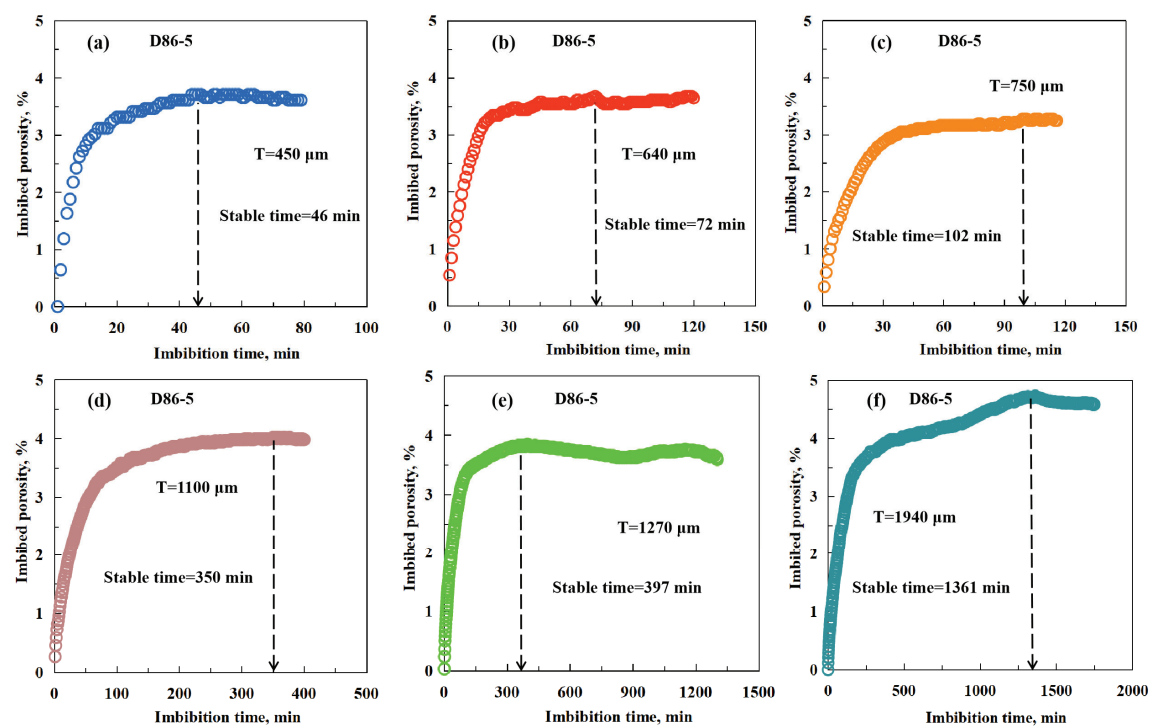 (a) D86-5
T=450 μm
Stable time=46 min
Imbibed porosity, %
5
4
3
2
1
0
0 20 40 60 80 100
Imbibition time, min
(b) D86-5
T=640 μm
Stable time=72 min
Imbibed porosity, %
5
4
3
2
1
0
0 30 60 90 120 150
Imbibition time, min
(c) D86-5
T=750 μm
Stable time=102 min
Imbibed porosity, %
5
4
3
2
1
0
0 30 60 90 120 150
Imbibition time, min
(d) D86-5
T=1100 μm
Stable time=350 min
Imbibed porosity, %
5
4
3
2
1
0
0 100 200 300 400 500
Imbibition time, min
(e) D86-5
T=1270 μm
Stable time=397 min
Imbibed porosity, %
5
4
3
2
1
0
0 300 600 900 1200 1500
Imbibition time, min
(f) D86-5
T=1940 μm
Stable time=1361 min
Imbibed porosity, %
5
4
3
2
1
0
0 500 1000 1500 2000
Imbibition time, min